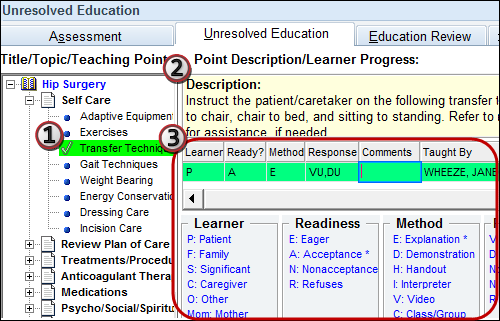 Unresolved Education
Assessment
Unresolved Education
Education Review
Title/Topic/Teaching Point
Point Description/Learner Progress:
2
Hip Surgery
Self Care
Adaptive Equipmen
1
Exercises
Transfer Technique
Gait Techniques
Weight Bearing
Energy Conservatio
Dressing Care
Incision Care
Review Plan of Care
Treatments/Procedu
Anticoagulant Thera
Medications
Psycho/Social/Spiritu
Description:
Instruct the patient/caretaker on the following transfer
to chair, chair to bed, and sitting to standing. Refer to
for assistance, if needed
3
Learner Ready? Method Response Comments Taught By
P A E VU,DU WHEEZE, JANE
Learner
P: Patient
F: Family
S: Significant
C: Caregiver
O: Other
Mom: Mother
Readiness
E: Eager
A: Acceptance *
N: Nonacceptance
R: Refuses
Method
E: Explanation *
D: Demonstration
H: Handout
I: Interpreter
V: Video
C: Class/Group